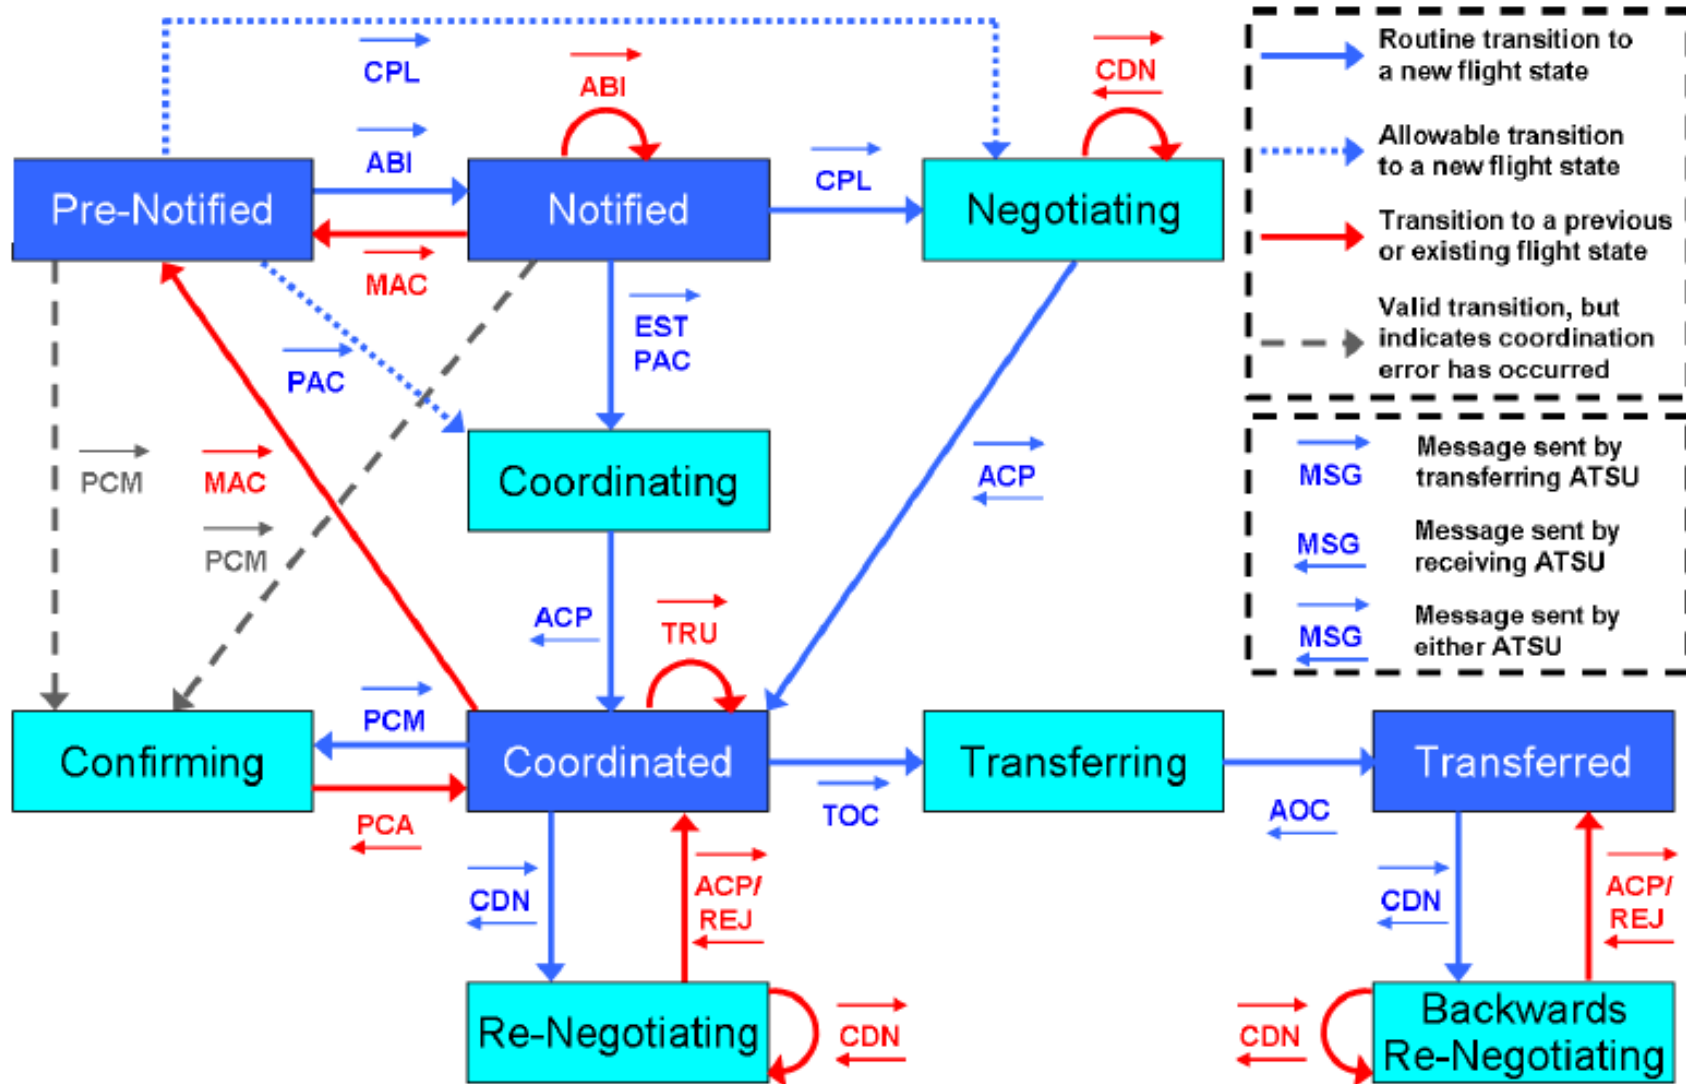 CPL
ABI
CDN
Routine transition to
a new flight state
ABI
CPL
Allowable transition
to a new flight state
Pre-Notified
Notified
Negotiating
Transition to a previous
or existing flight state
MAC
EST
PAC
PAC
Valid transition, but
indicates coordination
error has occurred
PCM
MAC
Coordinating
ACP
MSG
Message sent by
transferring ATSU
PCM
MSG
Message sent by
receiving ATSU
ACP
TRU
MSG
Message sent by
either ATSU
PCM
Confirming
Coordinated
Transferring
Transferred
PCA
TOC
AOC
CDN
ACP/
REJ
CDN
ACP/
REJ
Re-Negotiating
CDN
CDN
Backwards
Re-Negotiating